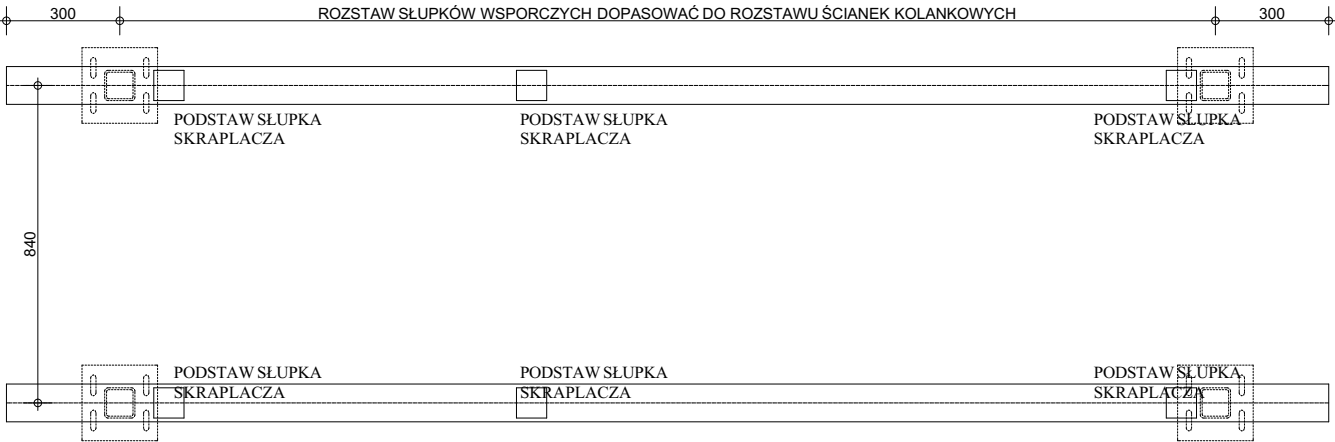 300
ROZSTAW SŁUPKÓW WSPORCZYCH DOPASOWAĆ DO ROZSTAWU ŚCIANEK KOLANKOWYCH
300
PODSTAW SŁUPKA
SKRAPLACZA
PODSTAW SŁUPKA
SKRAPLACZA
PODSTAW SŁUPKA
SKRAPLACZA
840
PODSTAW SŁUPKA
SKRAPLACZA
PODSTAW SŁUPKA
SKRAPLACZA
PODSTAW SŁUPKA
SKRAPLACZA